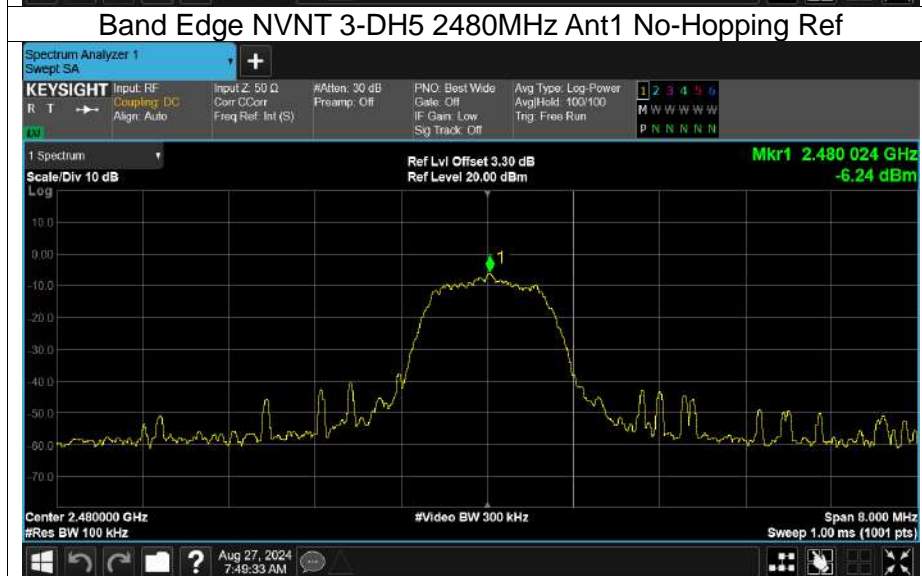 Band Edge NVNT 3-DH5 2480MHz Ant1 No-Hopping Ref
Spectrum Analyzer 1
Swept SA
+
KEYSIGHT
R T
Input: RF
Coupling: DC
Align: Auto
Input Z: 50 Ω
Corr CCorr
Freq Ref: Int (S)
#Atten: 30 dB
Preamp: Off
PNO: Best Wide
Gate: Off
IF Gain: Low
Sig Track: Off
Avg Type: Log-Power
Avg|Hold: 100/100
Trig: Free Run
1 2 3 4 5 6
M W W W W W
P N N N N N
1 Spectrum
Scale/Div 10 dB
Log
Ref Lvl Offset 3.30 dB
Ref Level 20.00 dBm
Mkr1 2.480 024 GHz
-6.24 dBm
10.0
0.00
-10.0
-20.0
-30.0
-40.0
-50.0
-60.0
-70.0
1
Center 2.480000 GHz
#Res BW 100 kHz
#Video BW 300 kHz
Span 8.000 MHz
Sweep 1.00 ms (1001 pts)
?
Aug 27, 2024
7:49:33 AM